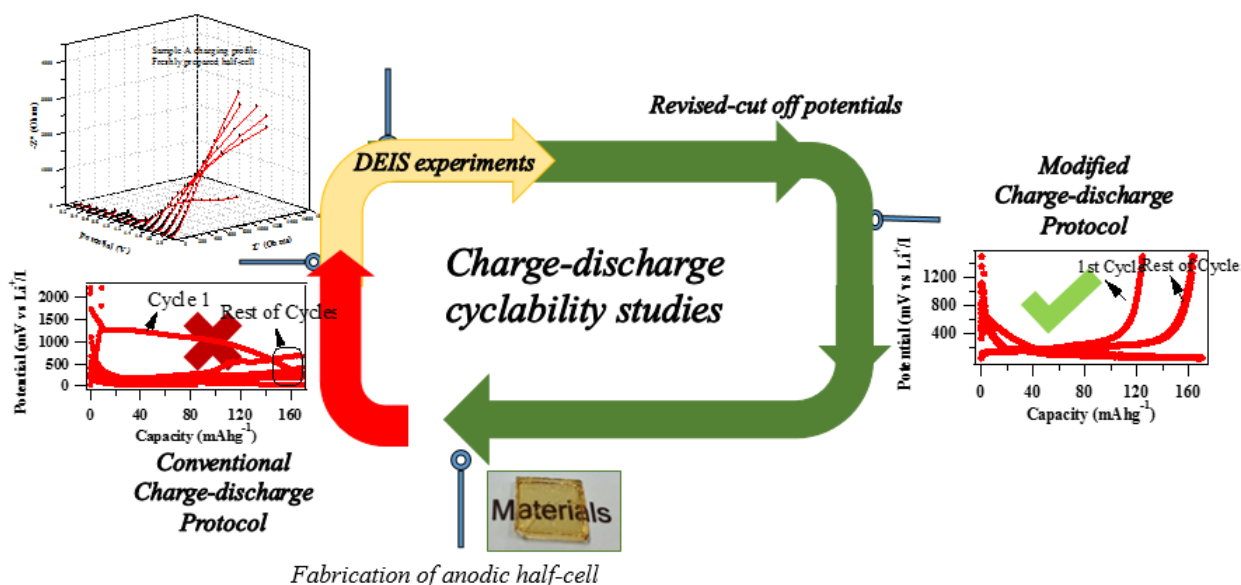 Sample A charging profile
Freshly prepared half-cell
-Z" (Ohm)
Potential (V)
Z' (Ohms)
Revised-cut off potentials
DEIS experiments
Charge-discharge
cyclability studies
Modified
Charge-discharge
Protocol
Potential (mV vs Li+/l
1200
800
400
1st Cycle
Rest of Cycle
0
40
80
120
160
Capacity (mAhg-1)
Potential (mV vs Li+/l
2000
1500
1000
500
0
Cycle 1
Rest of Cycles
0
40
80
120
160
Capacity (mAhg-1)
Conventional
Charge-discharge
Protocol
Materials
Fabrication of anodic half-cell